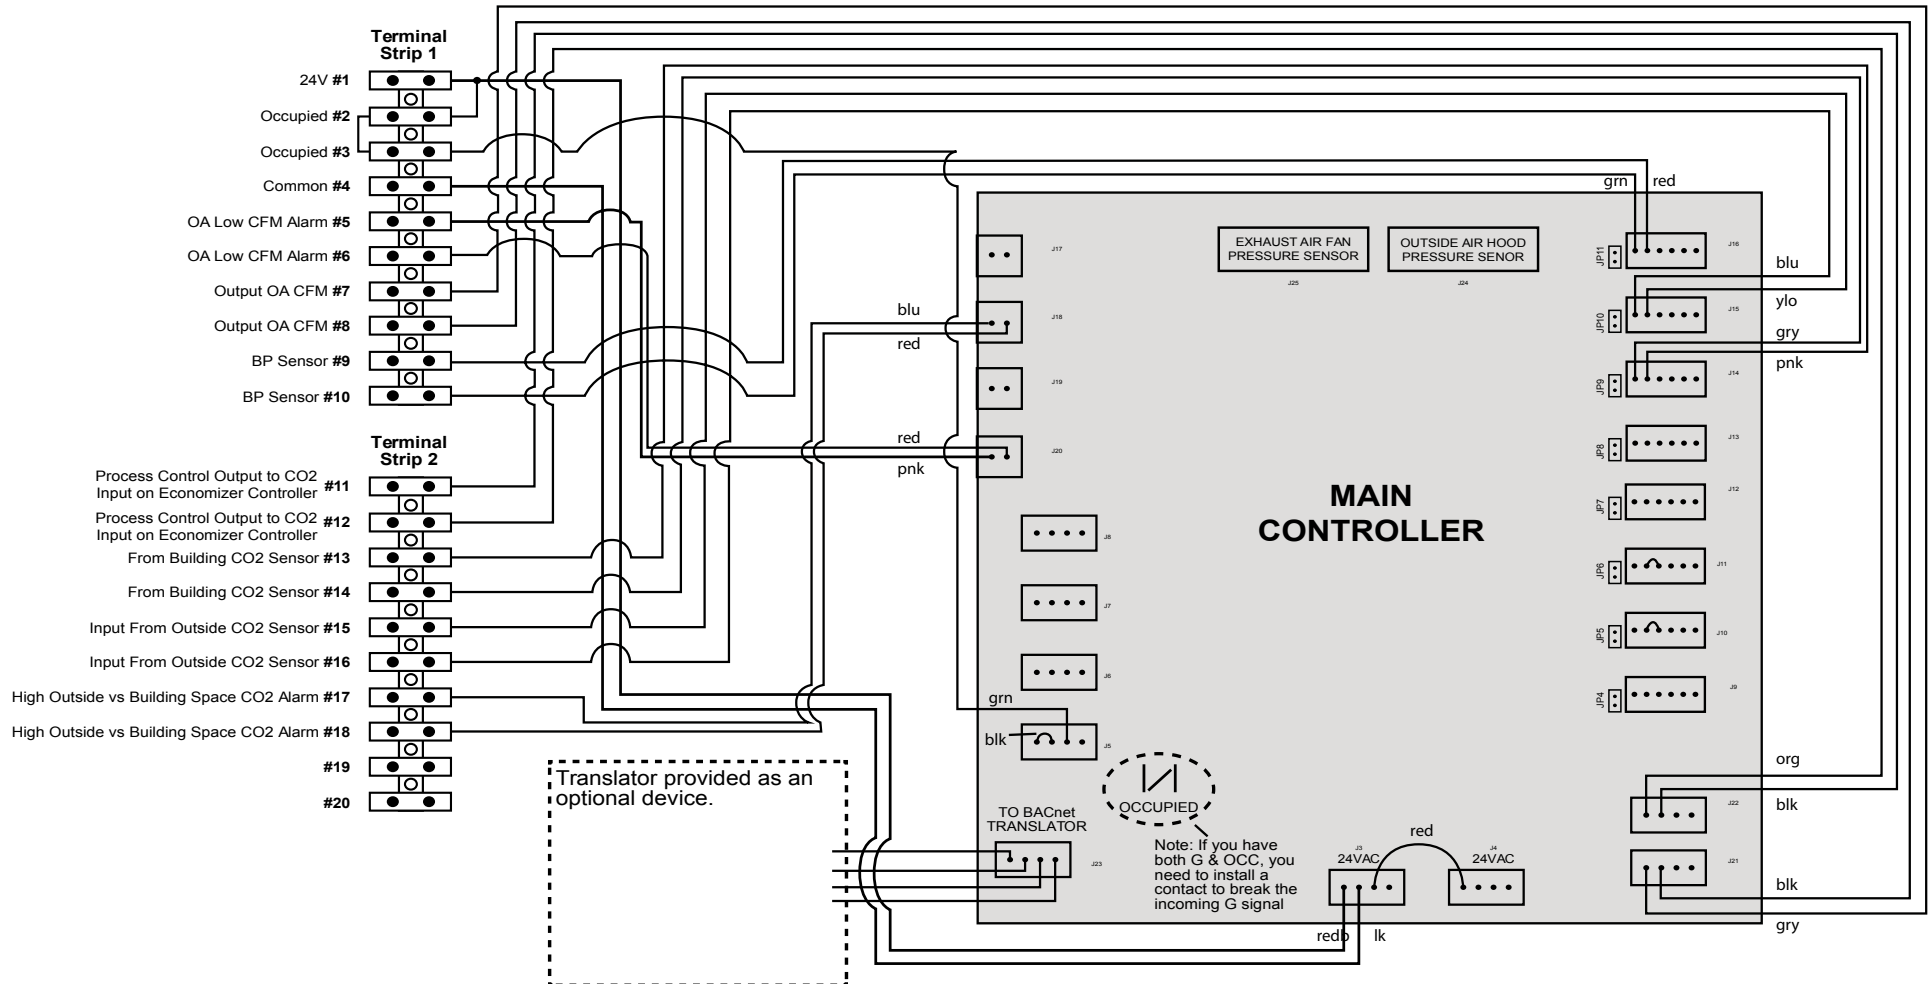 Terminal
Strip 1
24V #1
Occupied #2
Occupied #3
Common #4
OA Low CFM Alarm #5
OA Low CFM Alarm #6
Output OA CFM #7
Output OA CFM #8
BP Sensor #9
BP Sensor #10
Terminal
Strip 2
Process Control Output to CO2
Input on Economizer Controller #11
Process Control Output to CO2
Input on Economizer Controller #12
From Building CO2 Sensor #13
From Building CO2 Sensor #14
Input From Outside CO2 Sensor #15
Input From Outside CO2 Sensor #16
High Outside vs Building Space CO2 Alarm #17
High Outside vs Building Space CO2 Alarm #18
#19
#20
Translator provided as an
optional device.
blu
red
red
pnk
grn
blk
J17
J18
J19
J20
J8
J7
J6
J5
TO BACnet
TRANSLATOR
J23
EXHAUST AIR FAN
PRESSURE SENSOR
J25
OUTSIDE AIR HOOD
PRESSURE SENOR
J24
MAIN
CONTROLLER
OCCUPIED
Note: If you have
both G & OCC, you
need to install a
contact to break the
incoming G signal
red
J3
24VAC
J4
24VAC
redb lk
grn red
JP11
J16
blu
JP10
J15
ylo
gry
JP9
J14
pnk
JP8
J13
JP7
J12
JP6
J11
JP5
J10
JP4
J9
org
J22
blk
J21
blk
gry